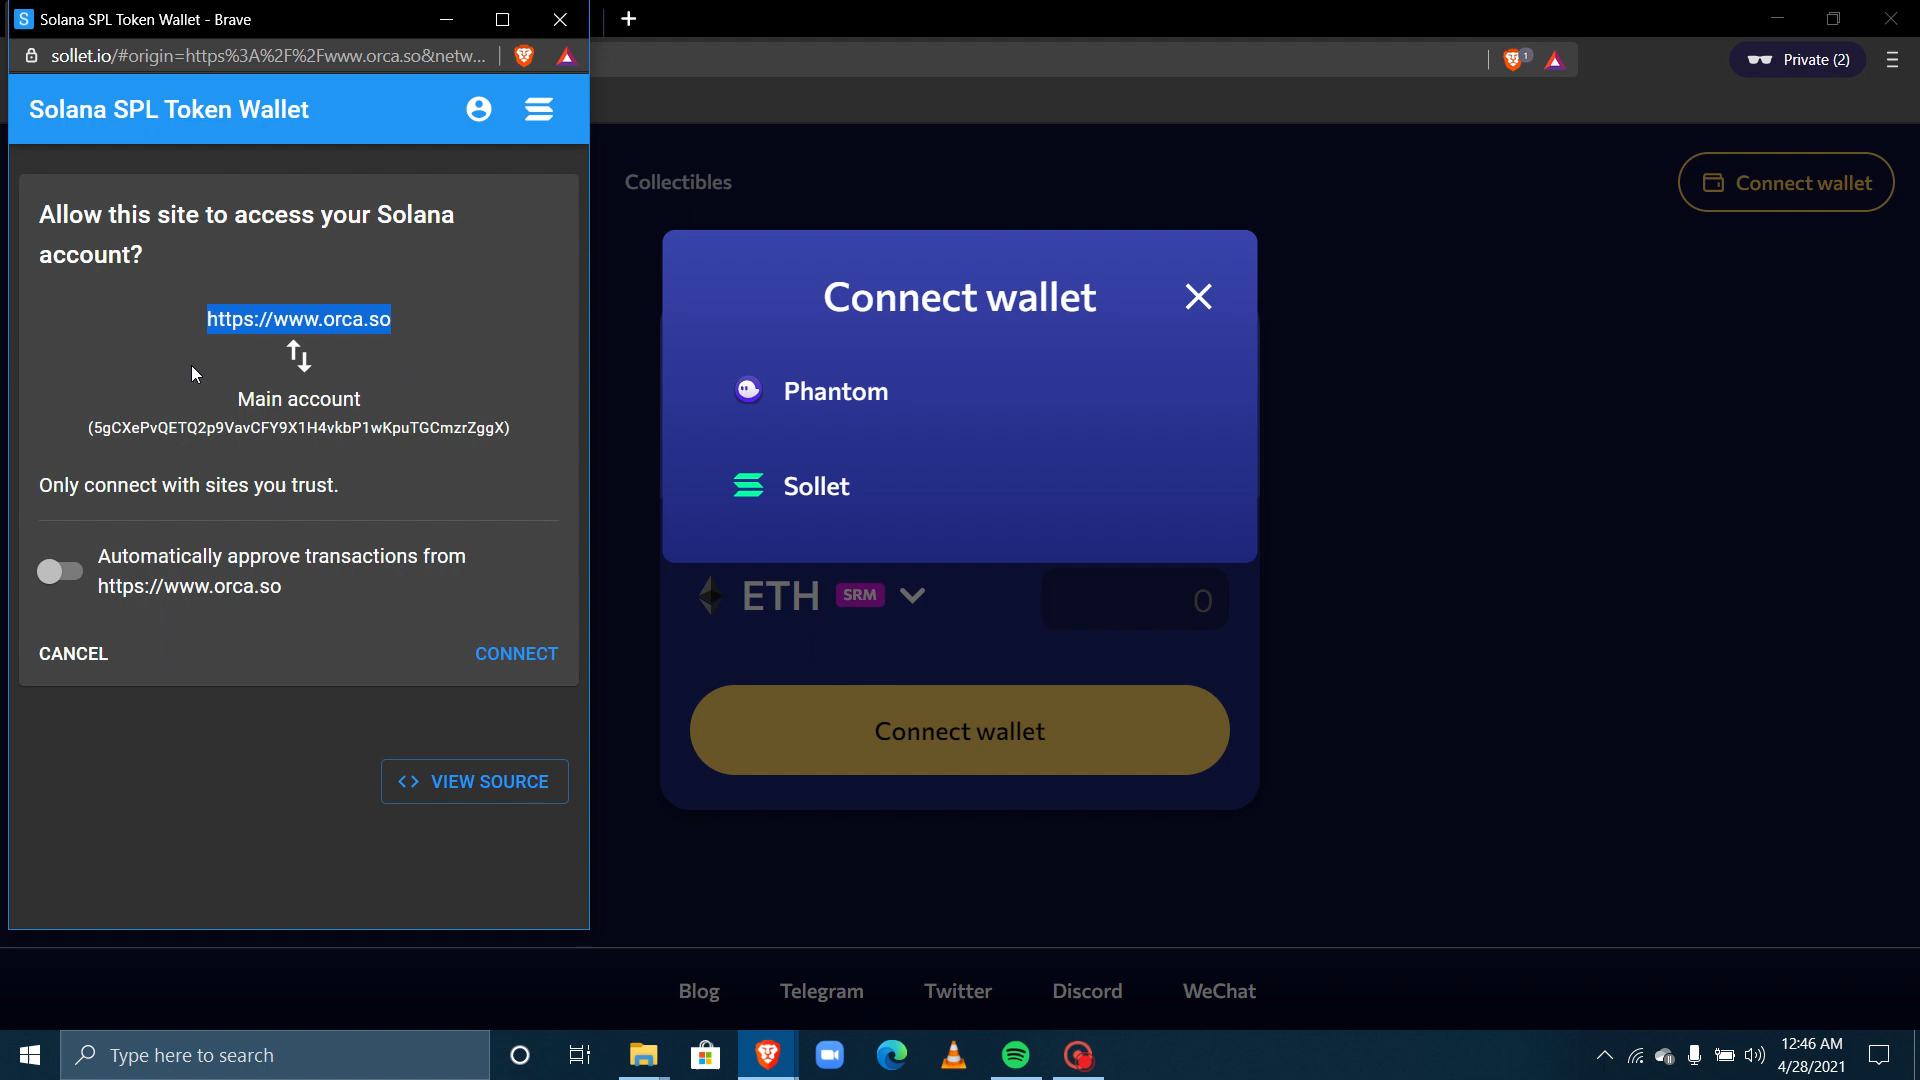 Solana SPL Token Wallet - Brave
sollet.io/#origin=https%3A%2F%2Fwww.orca.so&netw...
1
Private (2)
Solana SPL Token Wallet
Allow this site to access your Solana
account?
https://www.orca.so
Main account
(5gCXePvQETQ2p9VavCFY9X1H4vkbP1wKpuTGCmzrZggX)
Only connect with sites you trust.
Automatically approve transactions from
https://www.orca.so
CANCEL
CONNECT
<> VIEW SOURCE
Collectibles
Connect wallet
Connect wallet
Phantom
Sollet
ETH SRM
0
Connect wallet
Blog
Telegram
Twitter
Discord
WeChat
Type here to search
12:46 AM
4/28/2021